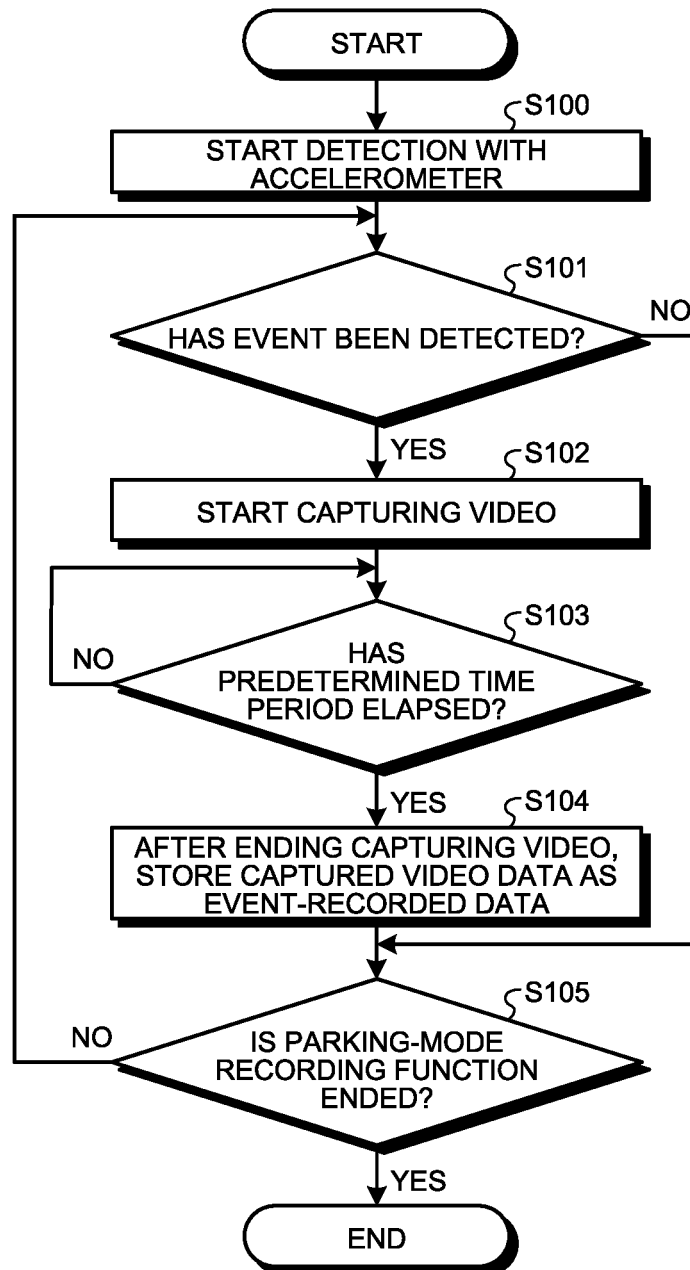 START
S100
START DETECTION WITH
ACCELEROMETER
S101
HAS EVENT BEEN DETECTED?
NO
YES
S102
START CAPTURING VIDEO
S103
NO
HAS
PREDETERMINED TIME
PERIOD ELAPSED?
YES
S104
AFTER ENDING CAPTURING VIDEO,
STORE CAPTURED VIDEO DATA AS
EVENT-RECORDED DATA
S105
NO
IS PARKING-MODE
RECORDING FUNCTION
ENDED?
YES
END